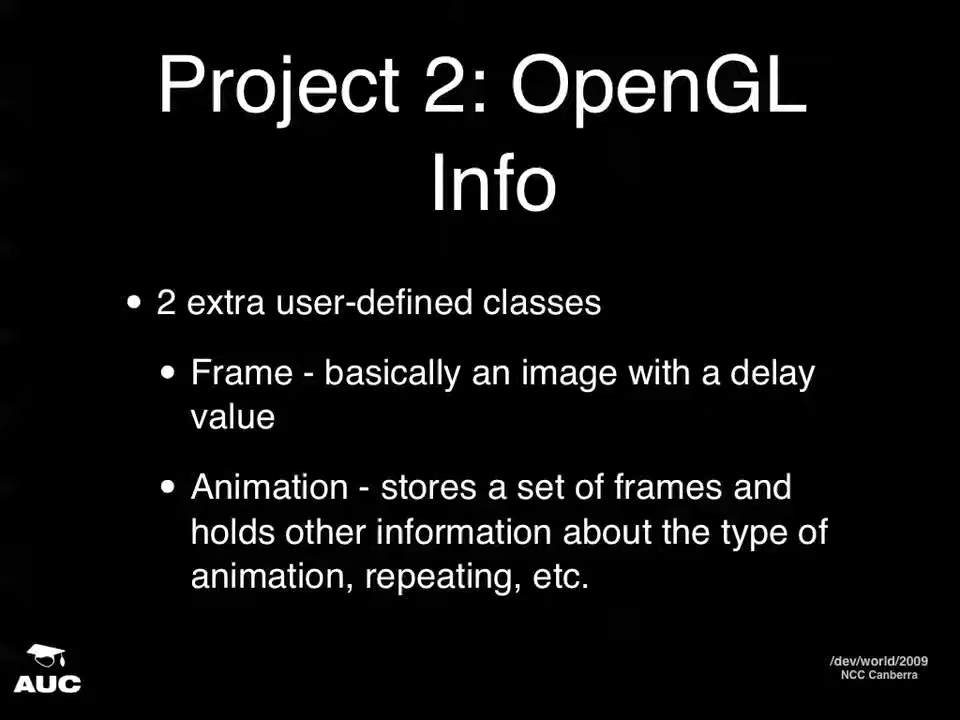 Project 2: OpenGL
Info
• 2 extra user-defined classes
• Frame - basically an image with a delay
value
• Animation - stores a set of frames and
holds other information about the type of
animation, repeating, etc.
AUC
/dev/world/2009
NCC Canberra